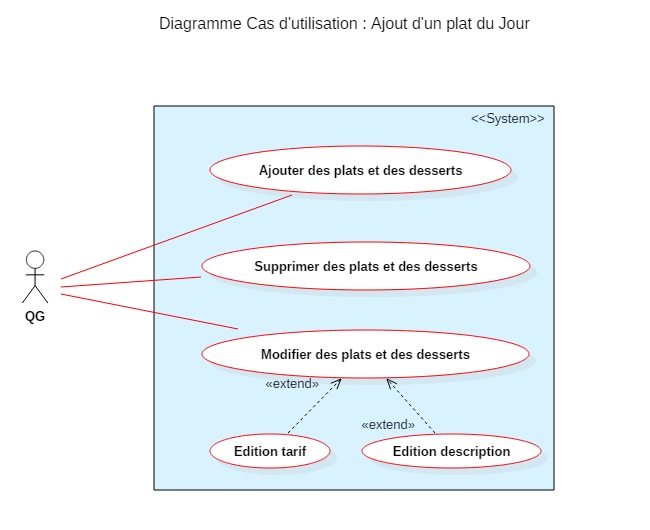 Diagramme Cas d'utilisation : Ajout d'un plat du Jour
<<System>>
Ajouter des plats et des desserts
Supprimer des plats et des desserts
QG
Modifier des plats et des desserts
«extend»
«extend»
Edition tarif
Edition description